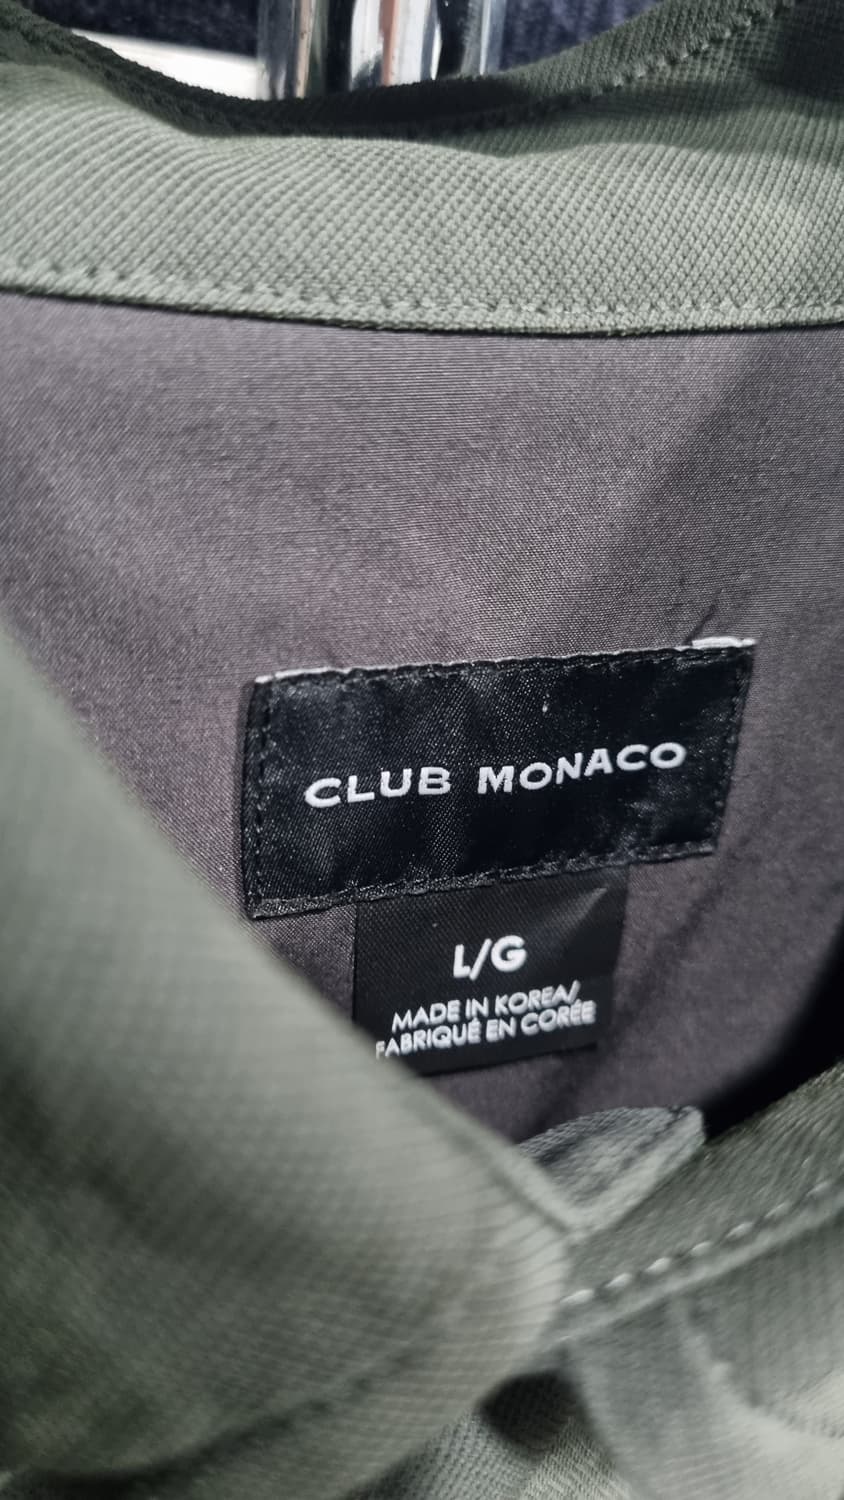 CLUB MONACO
L/G
MADE IN KOREA/
FABRIQUÉ EN CORÉE